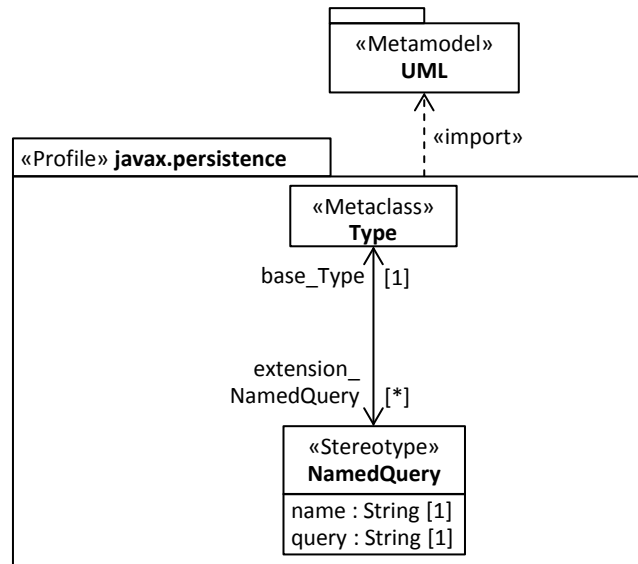 «Metamodel»
UML
«import»
«Profile» javax.persistence
«Metaclass»
Type
base_Type [1]
extension_
NamedQuery [*]
«Stereotype»
NamedQuery
name : String [1]
query : String [1]